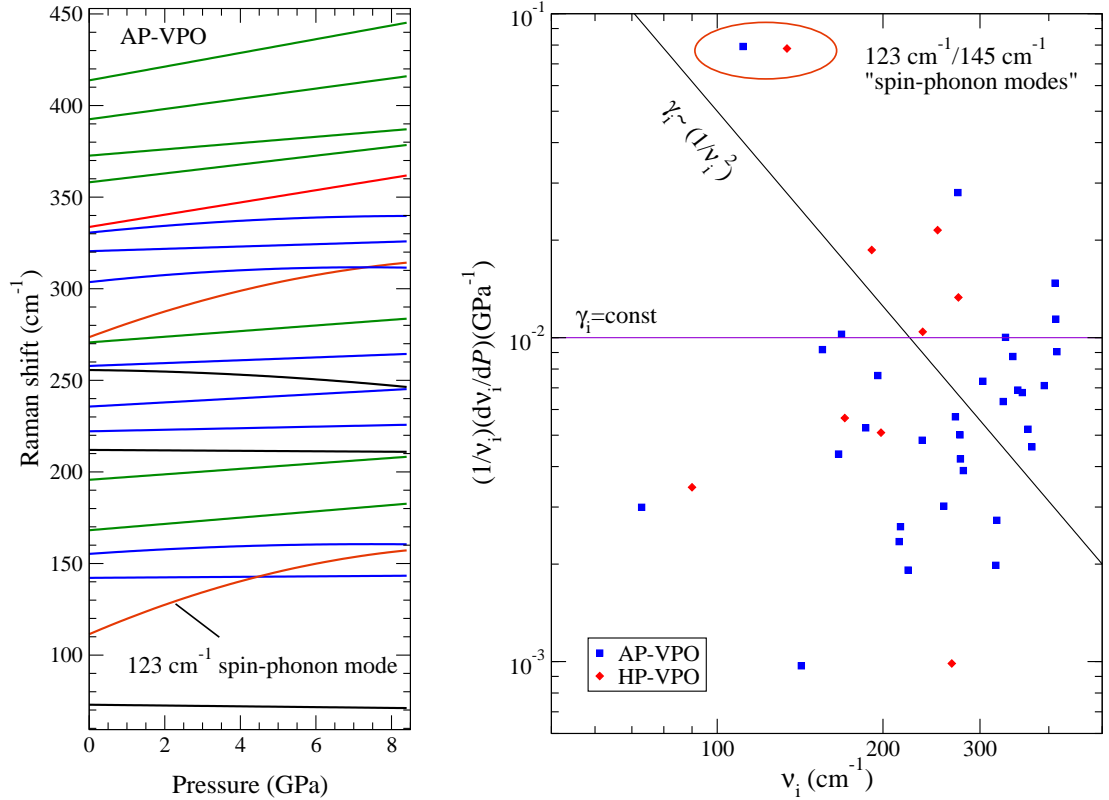 AP-VPO
450
400
350
300
250
200
150
100
0
2
4
6
8
Raman shift (cm⁻¹)
Pressure (GPa)
123 cm⁻¹ spin-phonon mode
10⁻¹
10⁻²
10⁻³
100
200
300
(1/νᵢ)(dνᵢ/dP)(GPa⁻¹)
νᵢ (cm⁻¹)
123 cm⁻¹/145 cm⁻¹
"spin-phonon modes"
γᵢ~ (1/νᵢ²)
γᵢ=const
AP-VPO
HP-VPO